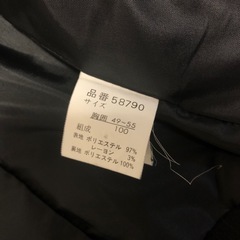 品番 58790
サイズ
胸囲 49-55
100
組成
表地 ポリエステル 97%
レーヨン 3%
裏地 ポリエステル100%